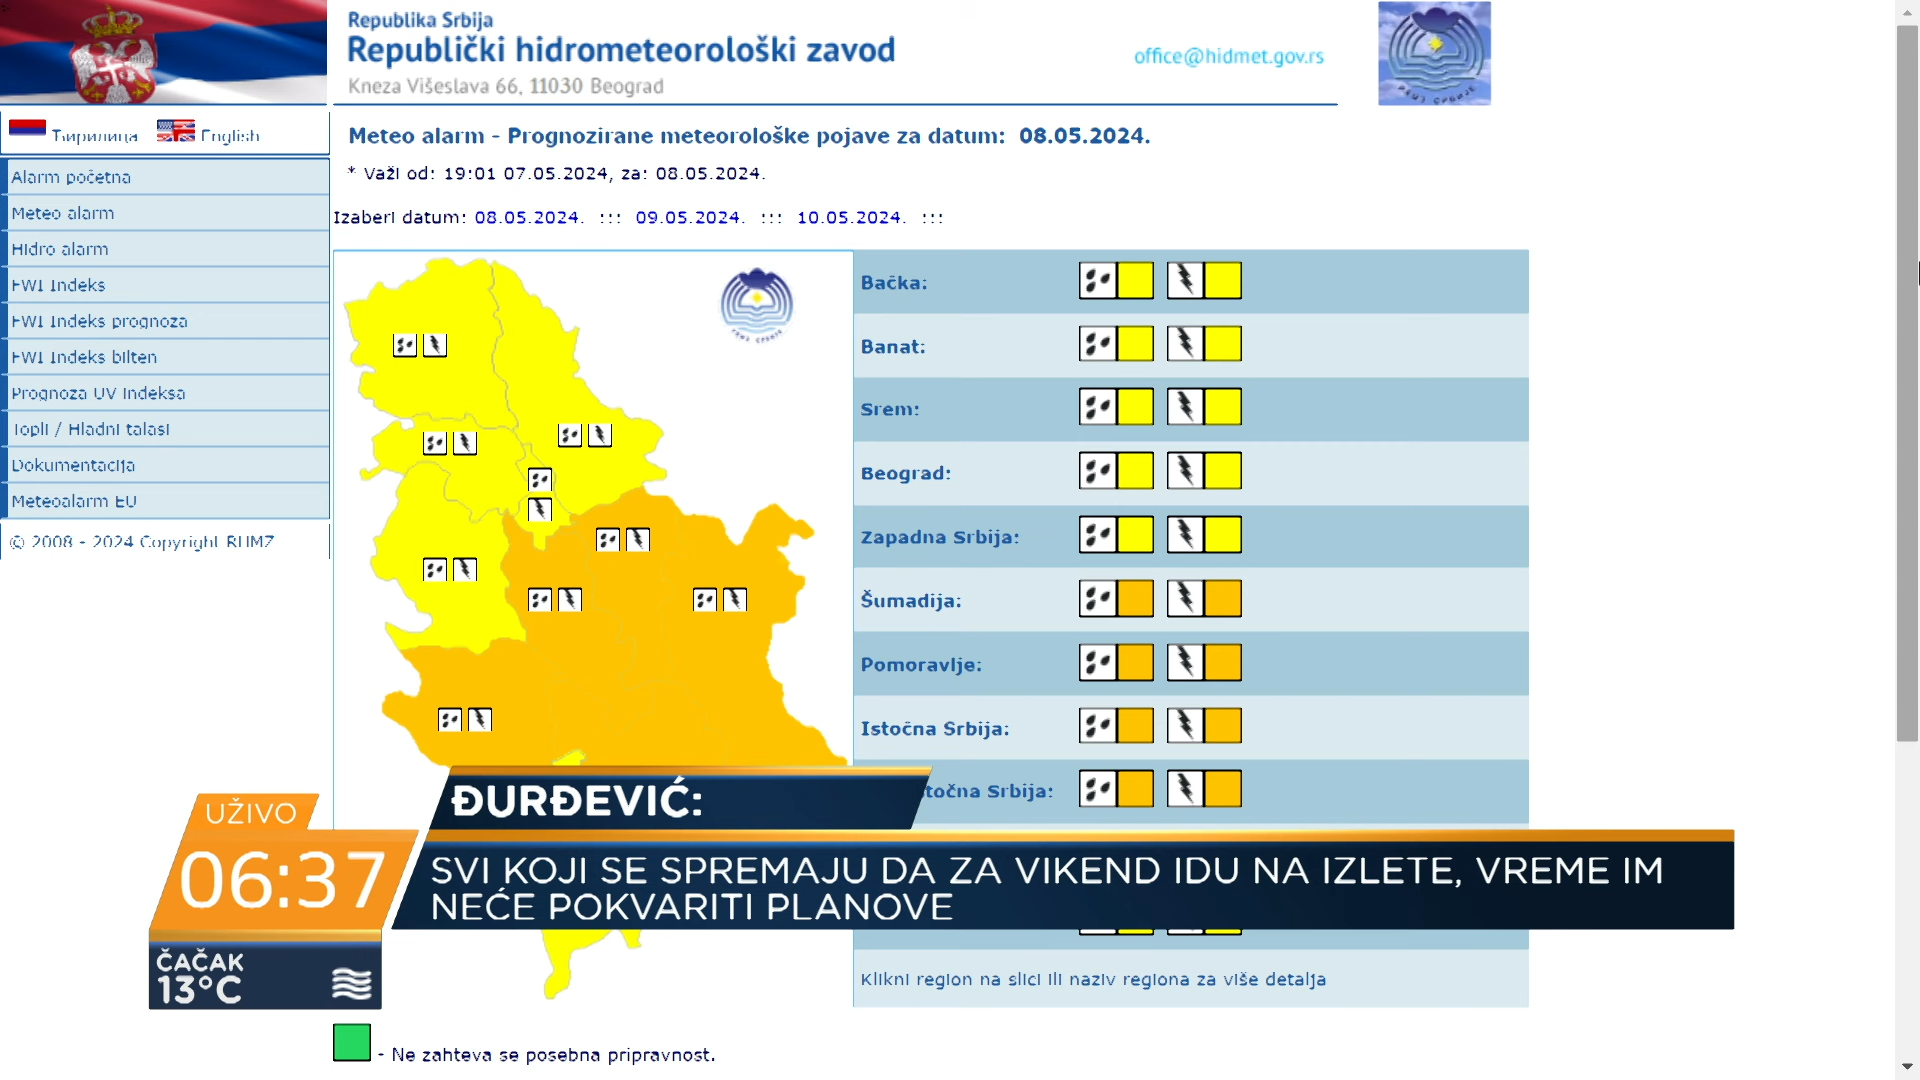 Republika Srbija
Republički hidrometeorološki zavod
Kneza Višeslava 66, 11030 Beograd
office@hidmet.gov.rs
Ћирилица English
Meteo alarm - Prognozirane meteorološke pojave za datum: 08.05.2024.
* Važi od: 19:01 07.05.2024, za: 08.05.2024.
Izaberi datum: 08.05.2024. ::: 09.05.2024. ::: 10.05.2024. :::
Alarm početna
Meteo alarm
Hidro alarm
FWI Indeks
FWI Indeks prognoza
FWI Indeks bilten
Prognoza UV indeksa
Topli / Hladni talasi
Dokumentacija
Meteoalarm EU
© 2008 - 2024 Copyright RHMZ
Bačka:
Banat:
Srem:
Beograd:
Zapadna Srbija:
Šumadija:
Pomoravlje:
Istočna Srbija:
točna Srbija:
Klikni region na slici ili naziv regiona za više detalja
- Ne zahteva se posebna pripravnost.
UŽIVO
06:37
ČAČAK
13°C
ĐURĐEVIĆ:
SVI KOJI SE SPREMAJU DA ZA VIKEND IDU NA IZLETE, VREME IM
NEĆE POKVARITI PLANOVE